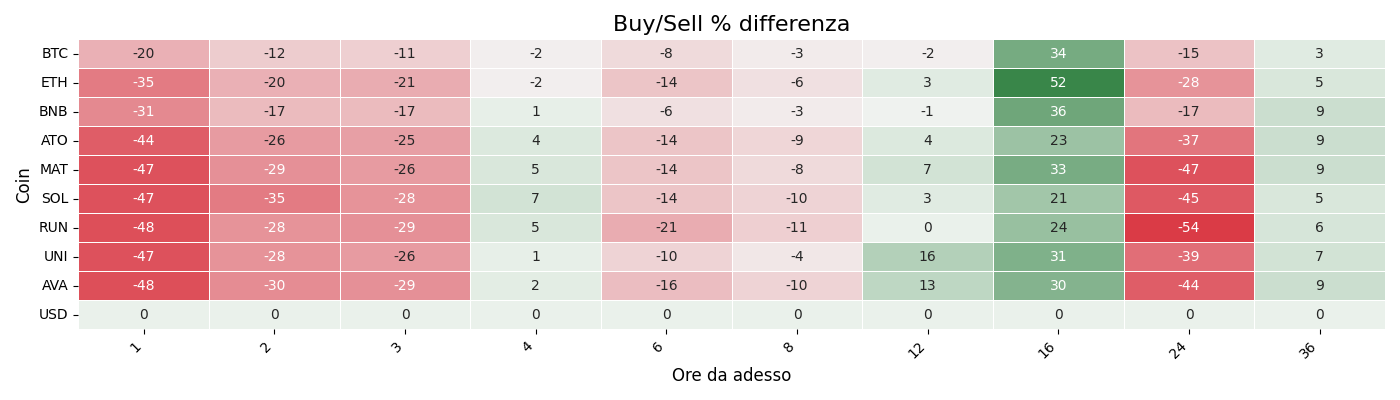 Buy/Sell % differenza
Coin
BTC -20 -12 -11 -2 -8 -3 -2 34 -15 3
ETH -35 -20 -21 -2 -14 -6 3 52 -28 5
BNB -31 -17 -17 1 -6 -3 -1 36 -17 9
ATO -44 -26 -25 4 -14 -9 4 23 -37 9
MAT -47 -29 -26 5 -14 -8 7 33 -47 9
SOL -47 -35 -28 7 -14 -10 3 21 -45 5
RUN -48 -28 -29 5 -21 -11 0 24 -54 6
UNI -47 -28 -26 1 -10 -4 16 31 -39 7
AVA -48 -30 -29 2 -16 -10 13 30 -44 9
USD 0 0 0 0 0 0 0 0 0 0
1 2 3 4 6 8 12 16 24 36
Ore da adesso